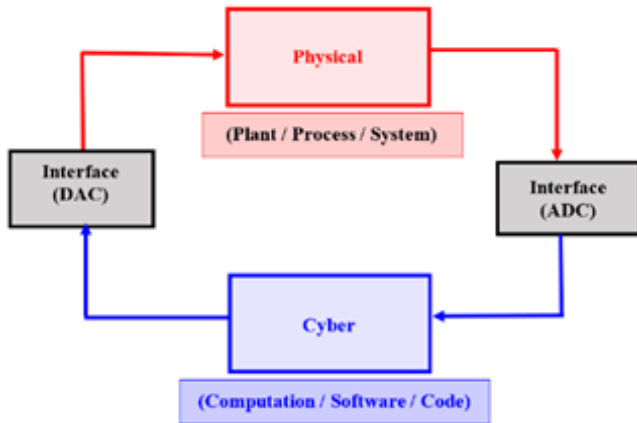 Physical
(Plant / Process / System)
Interface
(DAC)
Interface
(ADC)
Cyber
(Computation / Software / Code)